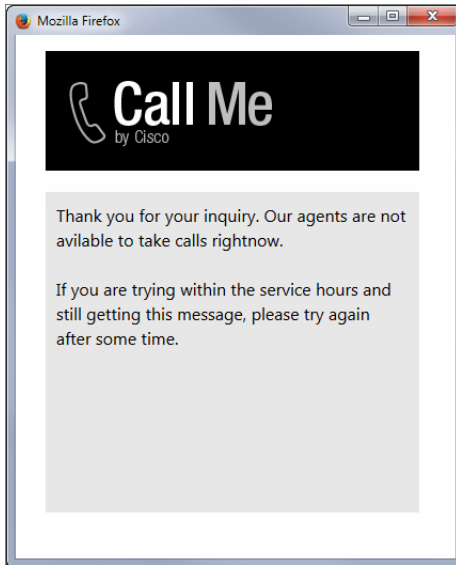 Mozilla Firefox
Call Me
by Cisco
Thank you for your inquiry. Our agents are not
avilable to take calls rightnow.
If you are trying within the service hours and
still getting this message, please try again
after some time.